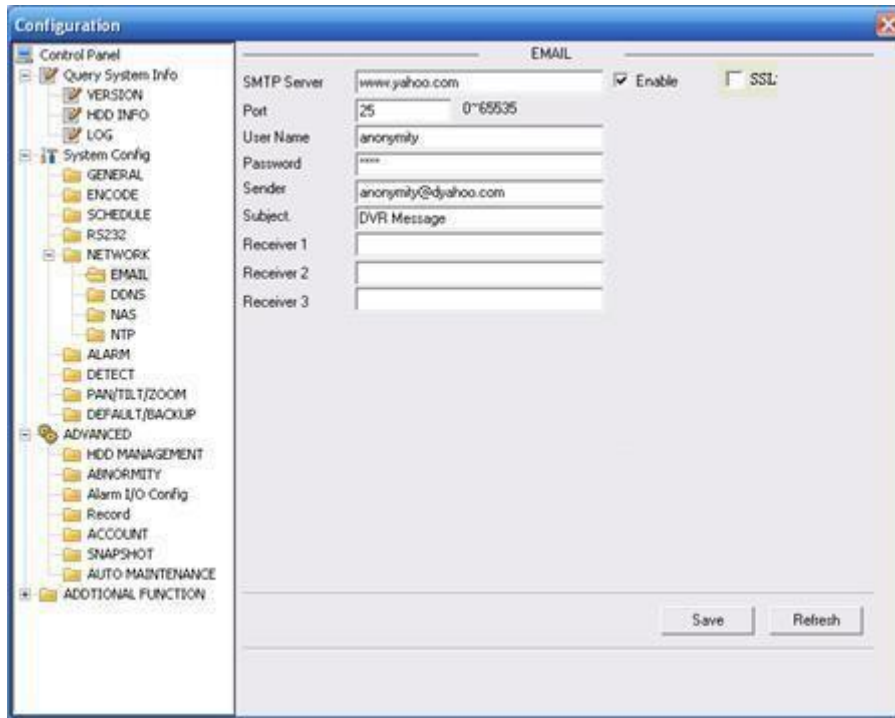 Configuration
Control Panel
Query System Info
VERSION
HDD INFO
LOG
System Config
GENERAL
ENCODE
SCHEDULE
RS232
NETWORK
EMAIL
DDNS
NAS
NTP
ALARM
DETECT
PAN/TILT/ZOOM
DEFAULT/BACKUP
ADVANCED
HDD MANAGEMENT
ABNORMITY
Alarm I/O Config
Record
ACCOUNT
SNAPSHOT
AUTO MAINTENANCE
ADDTIONAL FUNCTION
EMAIL
SMTP Server www.yahoo.com Enable SSL
Port 25 0~65535
User Name anonymity
Password ****
Sender anonymity@dyahoo.com
Subject DVR Message
Receiver 1
Receiver 2
Receiver 3
Save Refresh